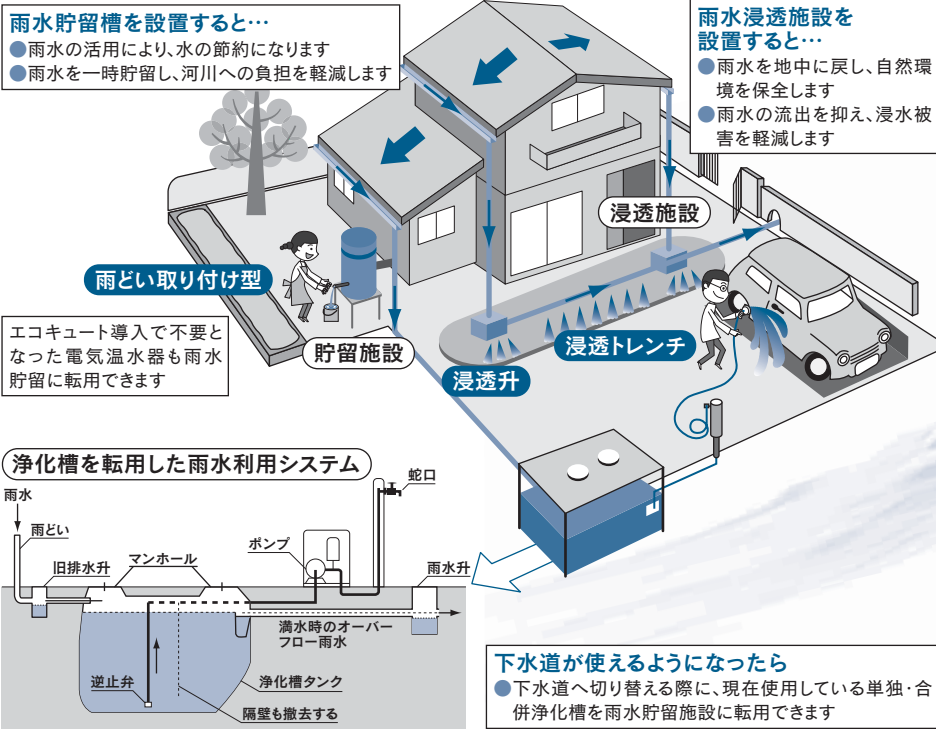 雨水貯留槽を設置すると…
●雨水の活用により、水の節約になります
●雨水を一時貯留し、河川への負担を軽減します
雨水浸透施設を
設置すると…
●雨水を地中に戻し、自然環
境を保全します
●雨水の流出を抑え、浸水被
害を軽減します
浸透施設
雨どい取り付け型
貯留施設
浸透トレンチ
浸透升
エコキュート導入で不要と
なった電気温水器も雨水
貯留に転用できます
浄化槽を転用した雨水利用システム
雨水
蛇口
雨どい
ポンプ
マンホール
旧排水升
雨水升
満水時のオーバー
フロー雨水
逆止弁
浄化槽タンク
隔壁も撤去する
下水道が使えるようになったら
●下水道へ切り替える際に、現在使用している単独・合
併浄化槽を雨水貯留施設に転用できます